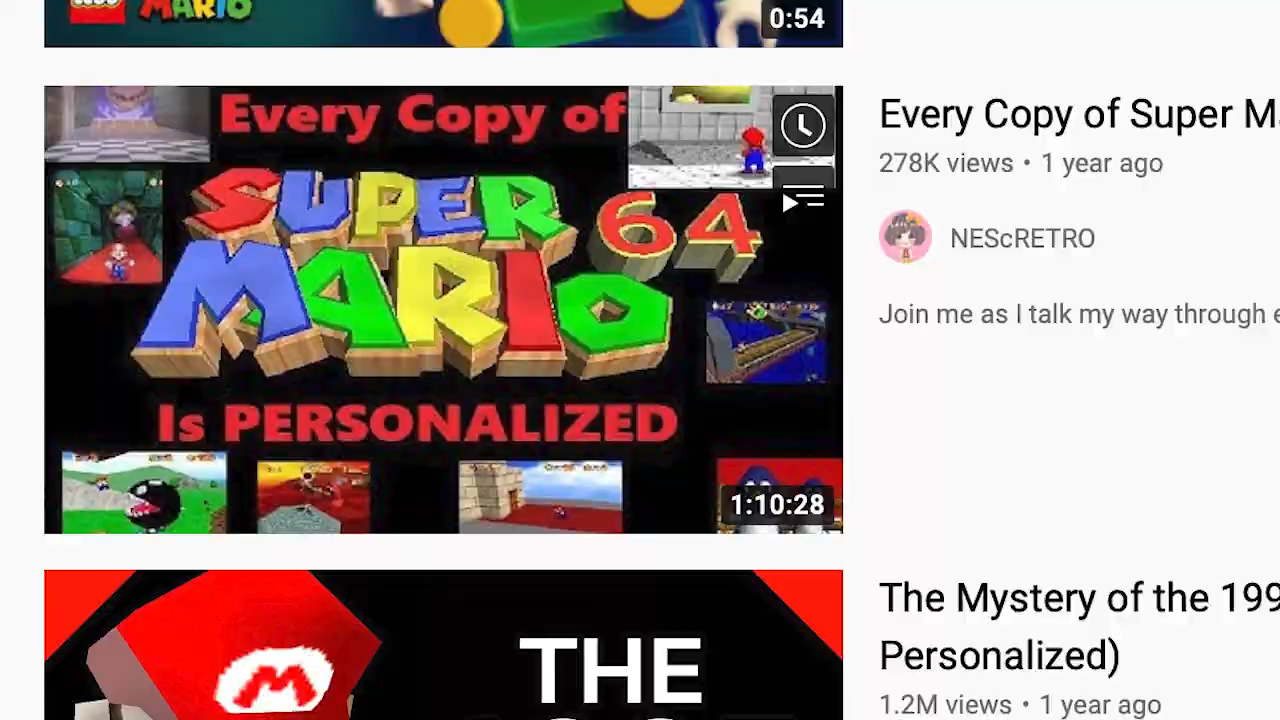 MARIO
0:54
Every Copy of
SUPER
MARIO 64
Is PERSONALIZED
1:10:28
Every Copy of Super M
278K views • 1 year ago
NEScRETRO
Join me as I talk my way through e
THE
M
The Mystery of the 199
Personalized)
1.2M views • 1 year ago